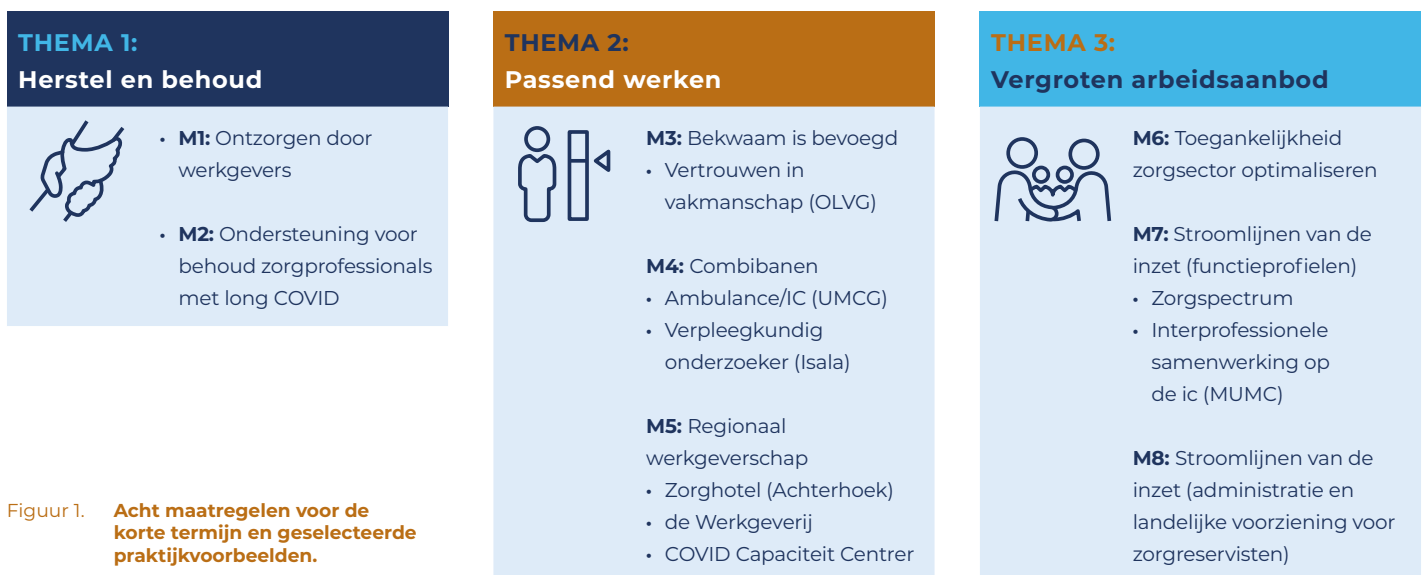 THEMA 1:
Herstel en behoud
• M1: Ontzorgen door
werkgevers
• M2: Ondersteuning voor
behoud zorgprofessionals
met long COVID
Figuur 1. Acht maatregelen voor de
korte termijn en geselecteerde
praktijkvoorbeelden.
THEMA 2:
Passend werken
M3: Bekwaam is bevoegd
• Vertrouwen in
vakmanschap (OLVG)
M4: Combibanen
• Ambulance/IC (UMCG)
• Verpleegkundig
onderzoeker (Isala)
M5: Regionaal
werkgeverschap
• Zorghotel (Achterhoek)
• de Werkgeverij
• COVID Capaciteit Centrer
THEMA 3:
Vergroten arbeidsaanbod
M6: Toegankelijkheid
zorgsector optimaliseren
M7: Stroomlijnen van de
inzet (functieprofielen)
• Zorgspectrum
• Interprofessionele
samenwerking op
de ic (MUMC)
M8: Stroomlijnen van de
inzet (administratie en
landelijke voorziening voor
zorgreservisten)